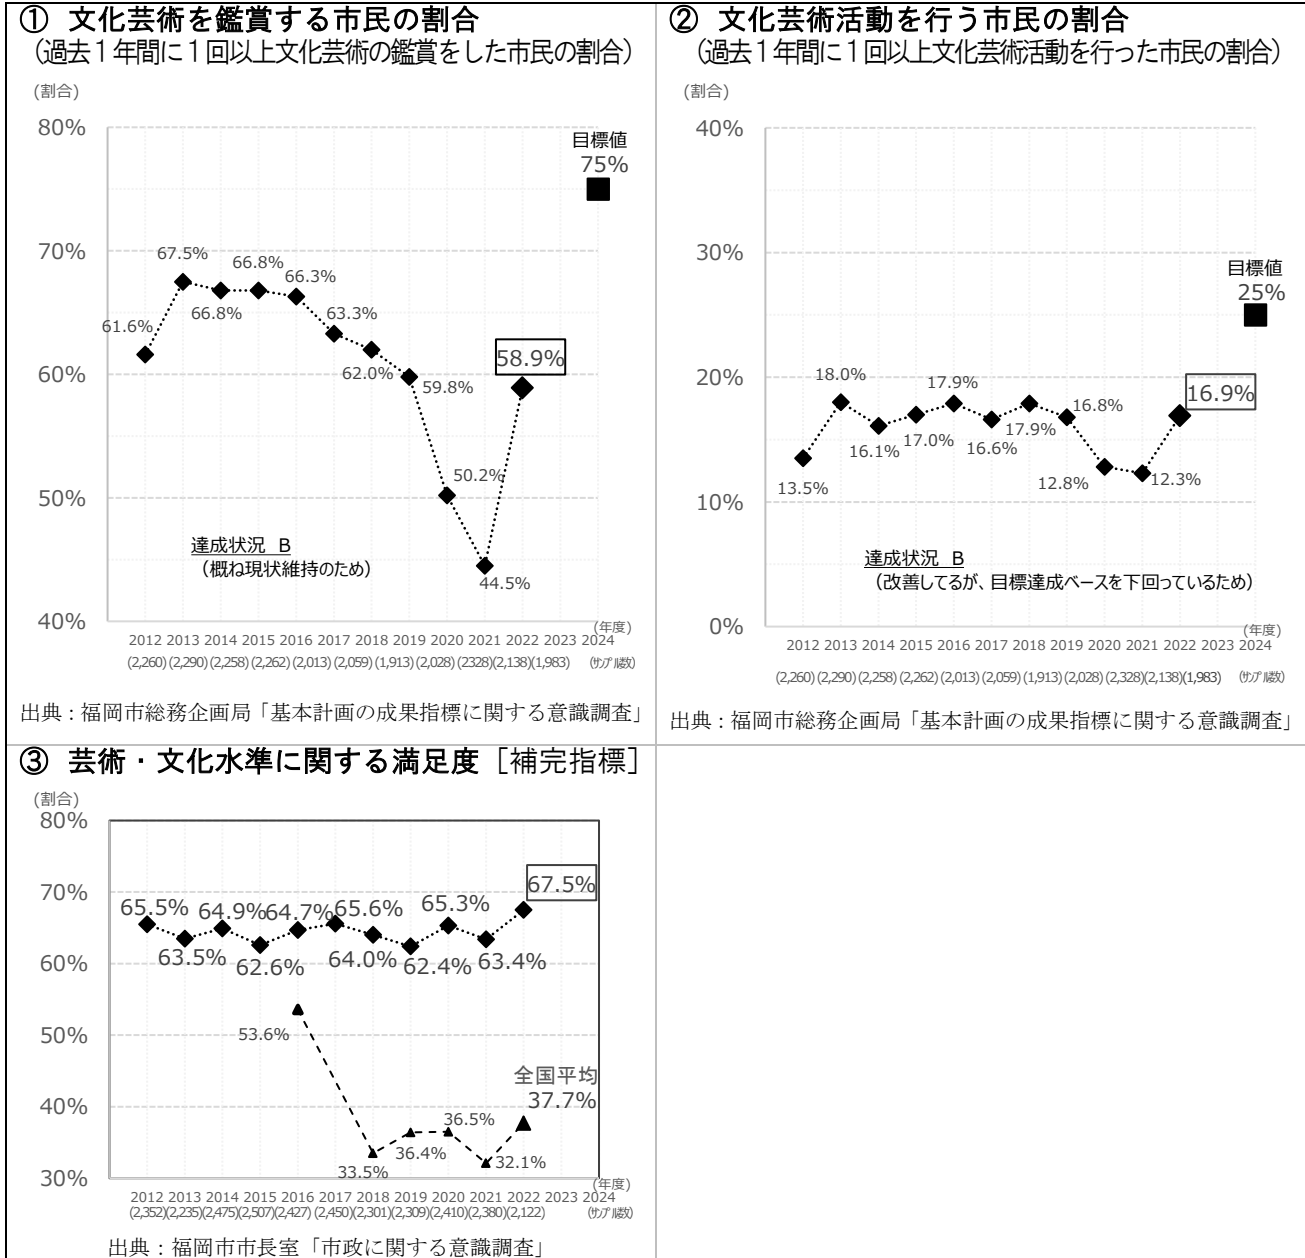 ① 文化芸術を鑑賞する市民の割合
（過去１年間に１回以上文化芸術の鑑賞をした市民の割合）
(割合)
80%
70%
60%
50%
40%
目標値
75%
61.6%
67.5%
66.8%
66.8%
66.3%
63.3%
62.0%
59.8%
50.2%
44.5%
58.9%
達成状況 B
（概ね現状維持のため）
(年度)
2012 2013 2014 2015 2016 2017 2018 2019 2020 2021 2022 2023 2024
(2,260) (2,290) (2,258) (2,262) (2,013) (2,059) (1,913) (2,028) (2328) (2,138) (1,983) (サンプル数)
出典：福岡市総務企画局「基本計画の成果指標に関する意識調査」
② 文化芸術活動を行う市民の割合
（過去１年間に１回以上文化芸術活動を行った市民の割合）
(割合)
40%
30%
20%
10%
0%
目標値
25%
13.5%
18.0%
16.1%
17.0%
17.9%
16.6%
17.9%
16.8%
12.8%
12.3%
16.9%
達成状況 B
（改善してるが、目標達成ベースを下回っているため）
(年度)
2012 2013 2014 2015 2016 2017 2018 2019 2020 2021 2022 2023 2024
(2,260) (2,290) (2,258) (2,262) (2,013) (2,059) (1,913) (2,028) (2,328) (2,138) (1,983) (サンプル数)
出典：福岡市総務企画局「基本計画の成果指標に関する意識調査」
③ 芸術・文化水準に関する満足度［補完指標］
(割合)
80%
70%
60%
50%
40%
30%
65.5%
63.5%
64.9%
62.6%
64.7%
65.6%
64.0%
62.4%
65.3%
63.4%
67.5%
53.6%
33.5%
36.4%
36.5%
32.1%
全国平均
37.7%
(年度)
2012 2013 2014 2015 2016 2017 2018 2019 2020 2021 2022 2023 2024
(2,352) (2,235) (2,475) (2,507) (2,427) (2,450) (2,301) (2,309) (2,410) (2,380) (2,122) (サンプル数)
出典：福岡市市長室「市政に関する意識調査」